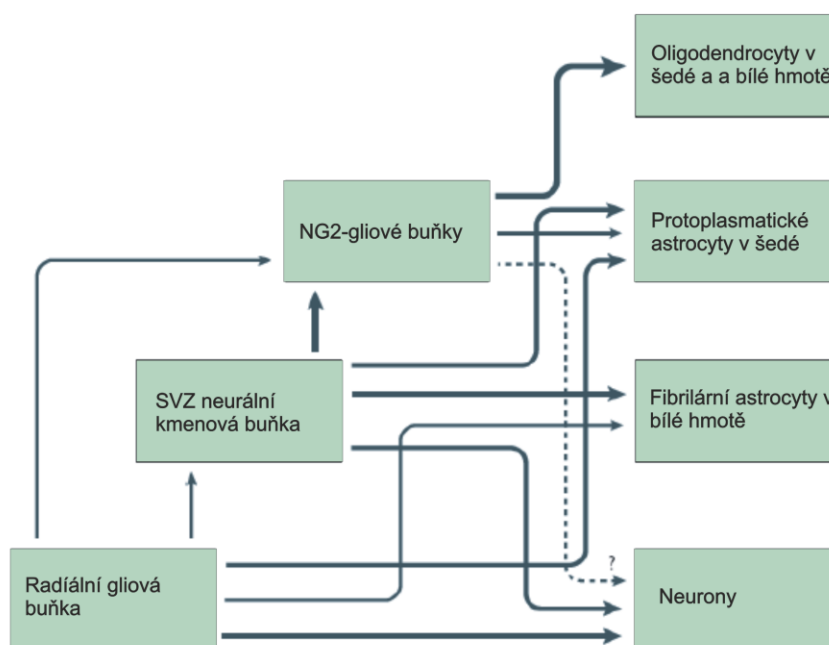 Oligodendrocyty v
šedé a a bílé hmotě
NG2-gliové buňky
Protoplasmatické
astrocyty v šedé
SVZ neurální
kmenová buňka
Fibrilární astrocyty v
bílé hmotě
?
Radíální gliová
buňka
Neurony